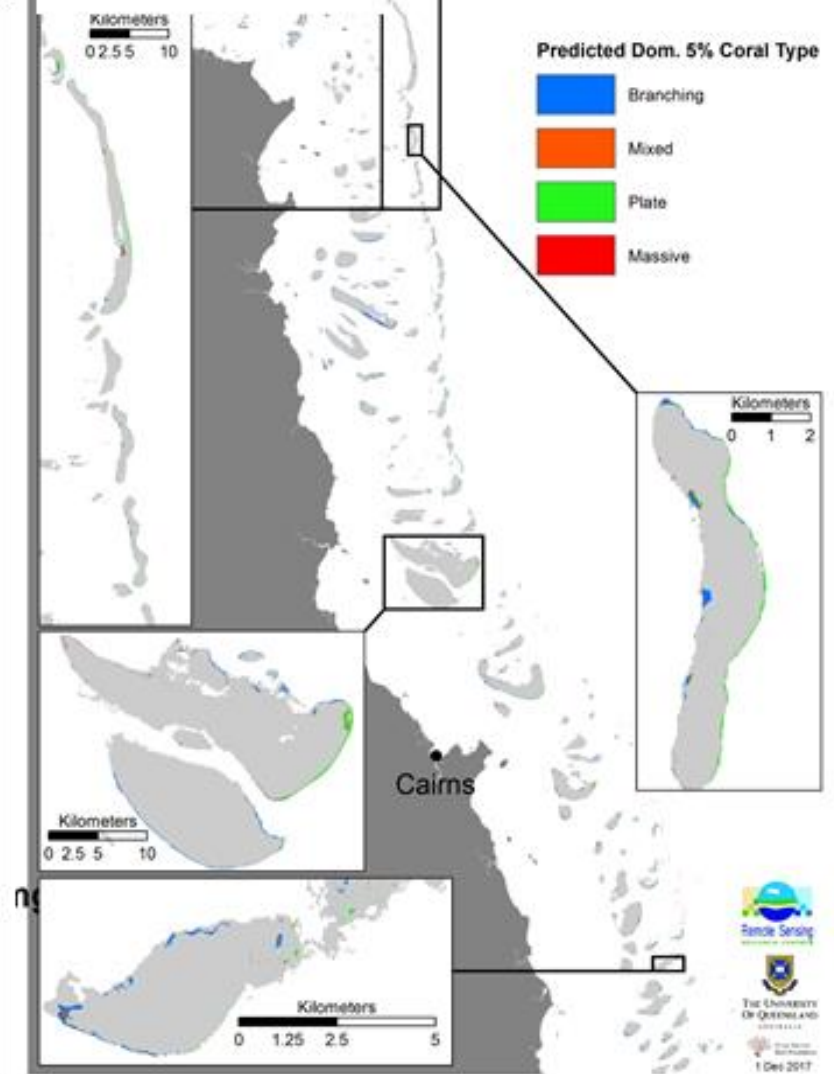 Kilometers
0 2.5 5 10
Predicted Dom. 5% Coral Type
Branching
Mixed
Plate
Massive
Kilometers
0 1 2
Cairns
Kilometers
0 2.5 5 10
ng
Kilometers
0 1.25 2.5 5
Remote Sensing
THE UNIVERSITY
OF QUEENSLAND
AUSTRALIA
1 Dec 2017